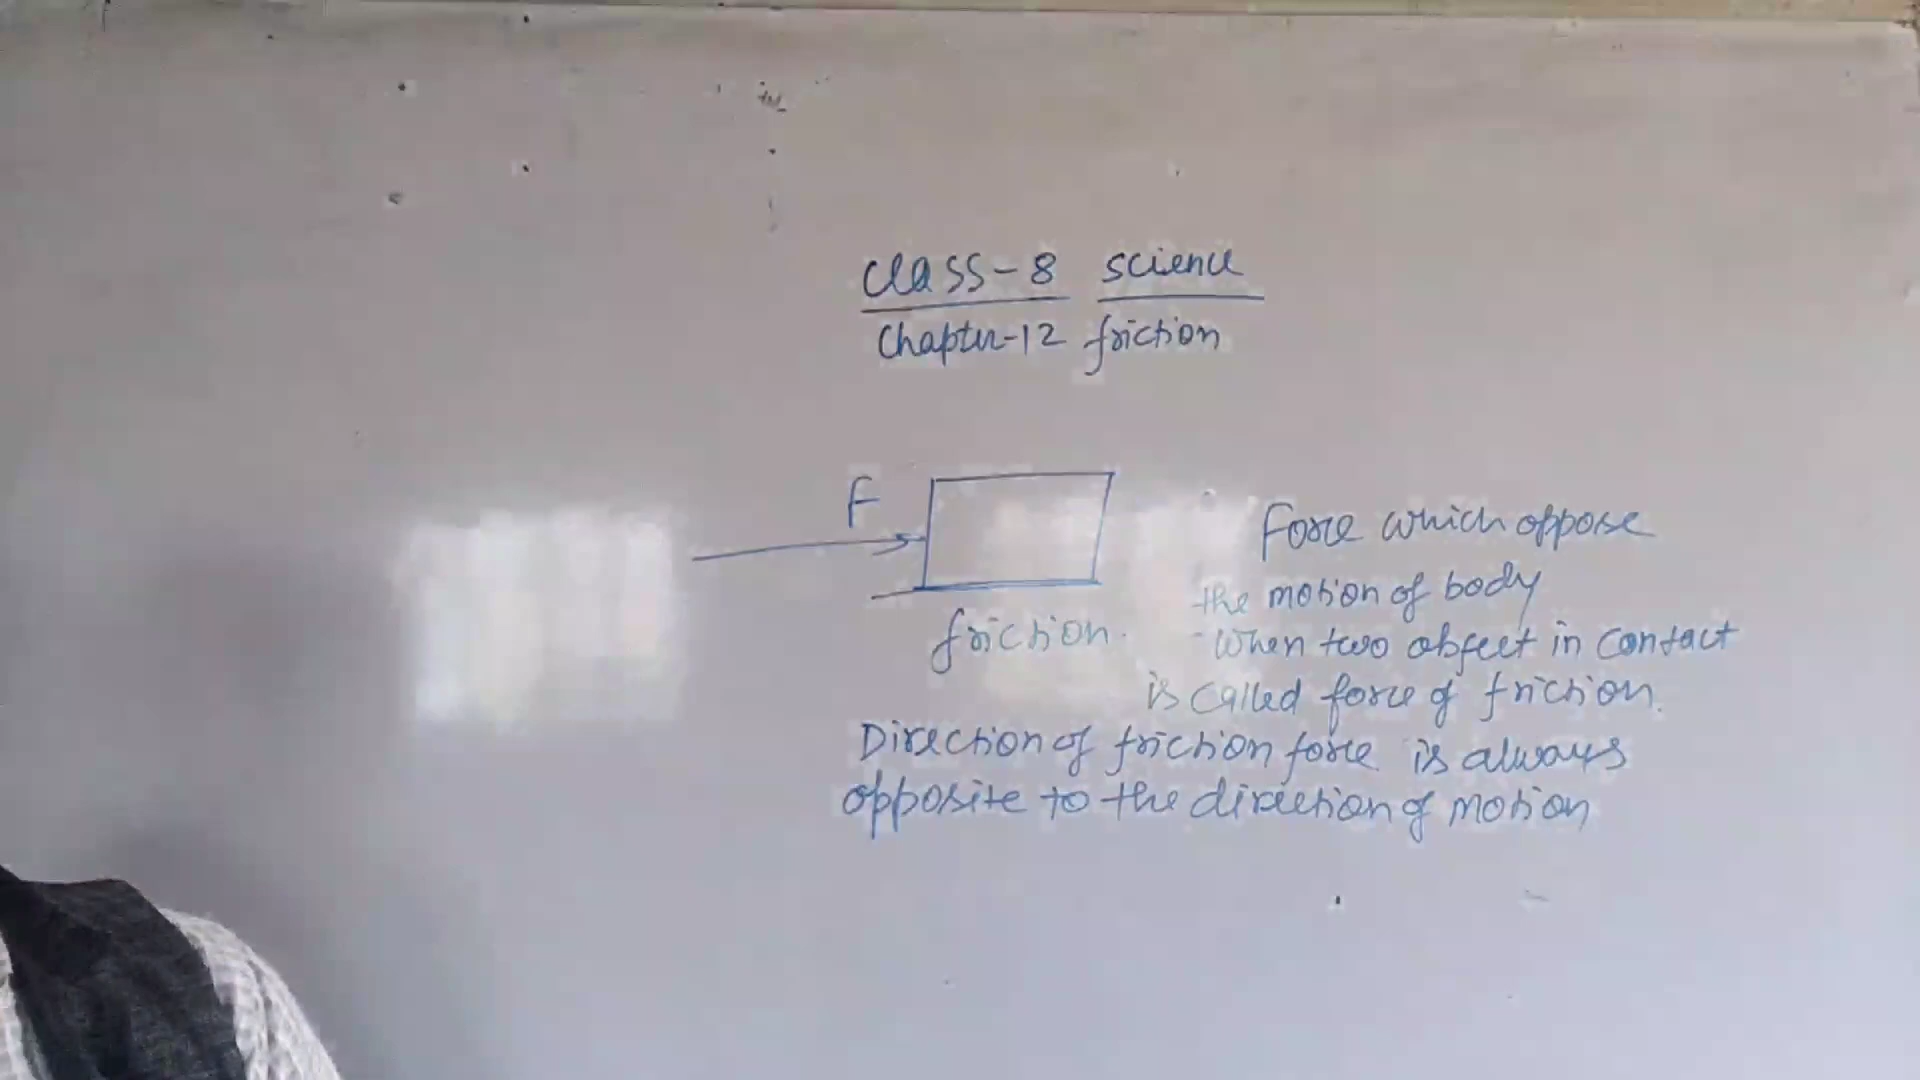 Class-8 science
Chapter-12 friction
F
friction.
Force which oppose
the motion of body
when two object in contact
is called force of friction.
Direction of friction force is always
opposite to the direction of motion